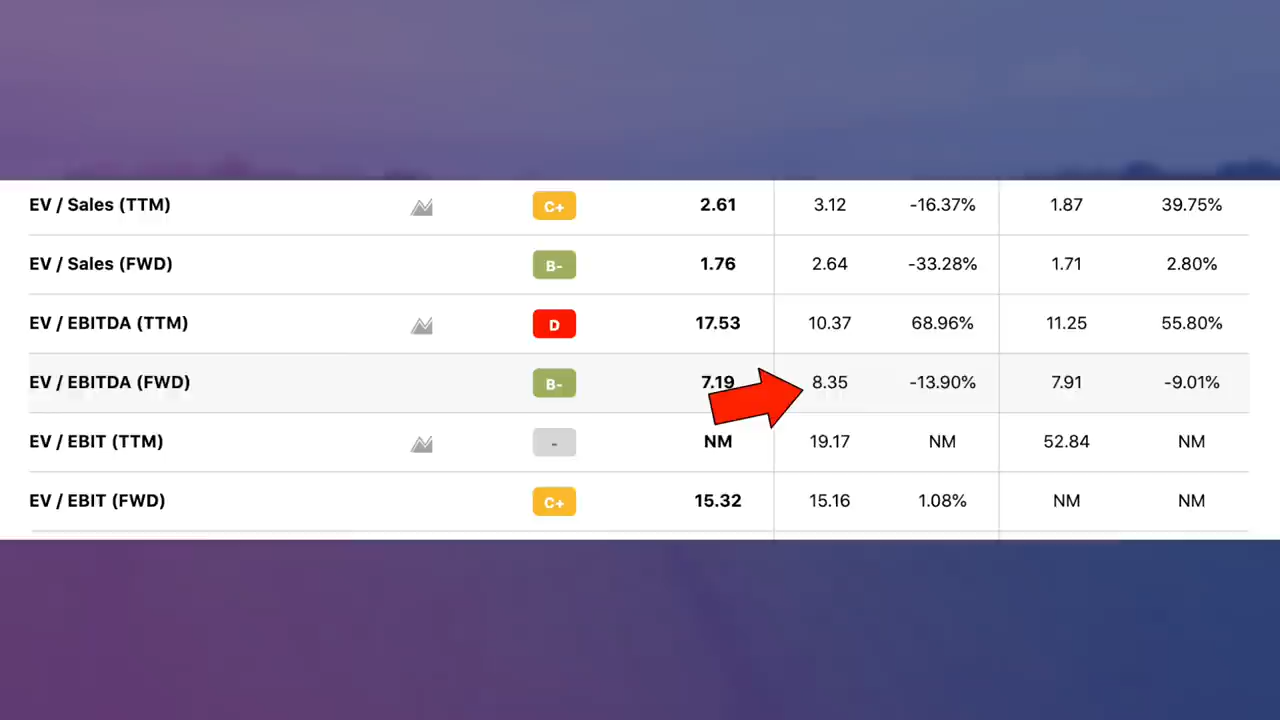 EV / Sales (TTM) C+ 2.61 3.12 -16.37% 1.87 39.75%
EV / Sales (FWD) B- 1.76 2.64 -33.28% 1.71 2.80%
EV / EBITDA (TTM) D 17.53 10.37 68.96% 11.25 55.80%
EV / EBITDA (FWD) B- 7.19 8.35 -13.90% 7.91 -9.01%
EV / EBIT (TTM) - NM 19.17 NM 52.84 NM
EV / EBIT (FWD) C+ 15.32 15.16 1.08% NM NM